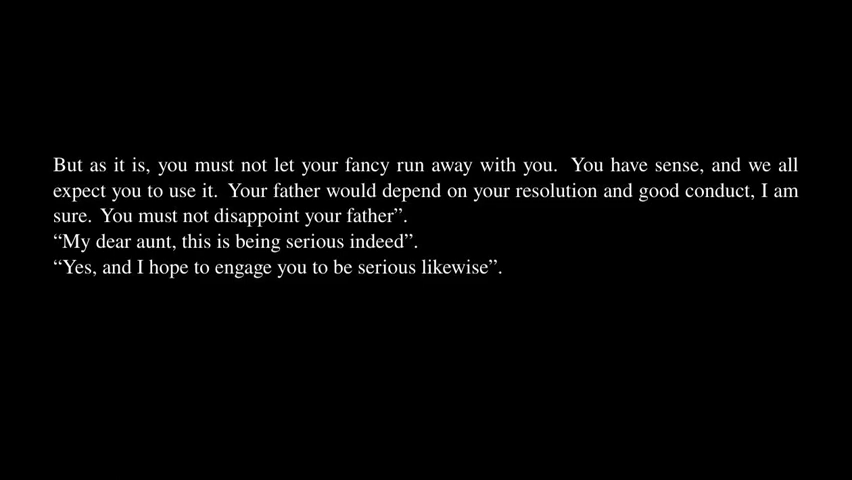 But as it is, you must not let your fancy run away with you. You have sense, and we all
expect you to use it. Your father would depend on your resolution and good conduct, I am
sure. You must not disappoint your father”.
“My dear aunt, this is being serious indeed”.
“Yes, and I hope to engage you to be serious likewise”.